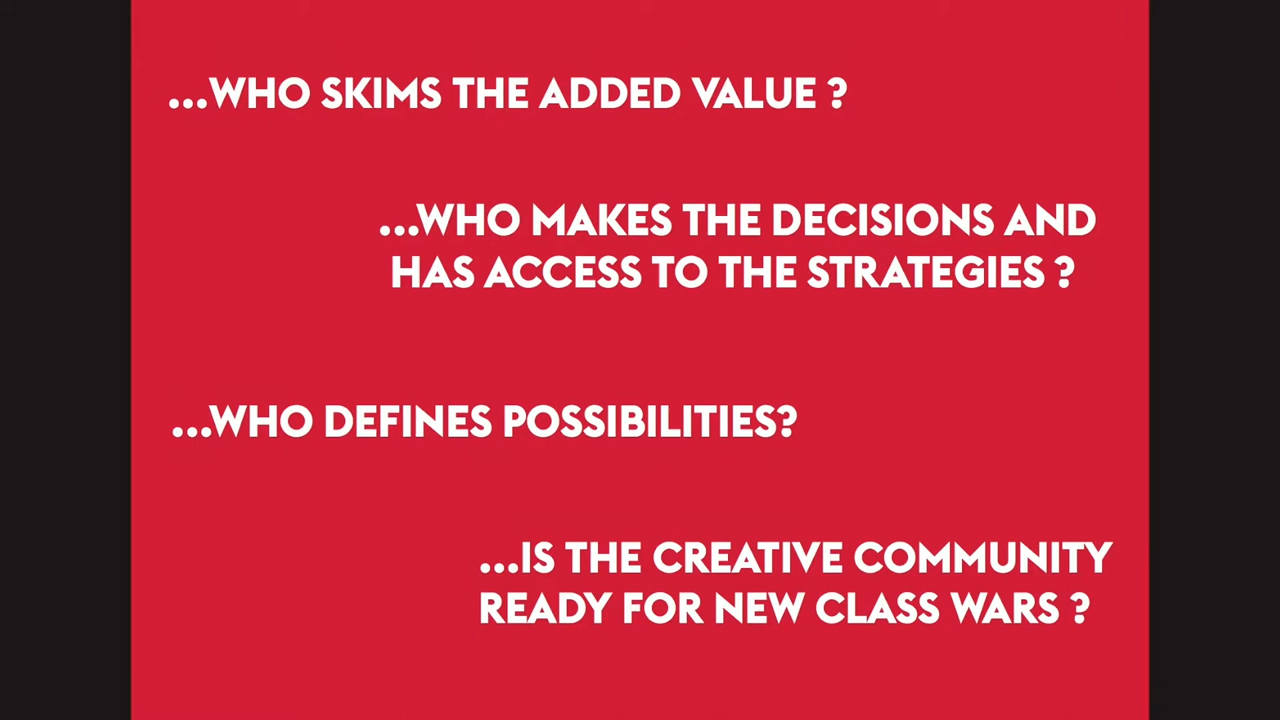 ...WHO SKIMS THE ADDED VALUE ?
...WHO MAKES THE DECISIONS AND
HAS ACCESS TO THE STRATEGIES ?
...WHO DEFINES POSSIBILITIES?
...IS THE CREATIVE COMMUNITY
READY FOR NEW CLASS WARS ?